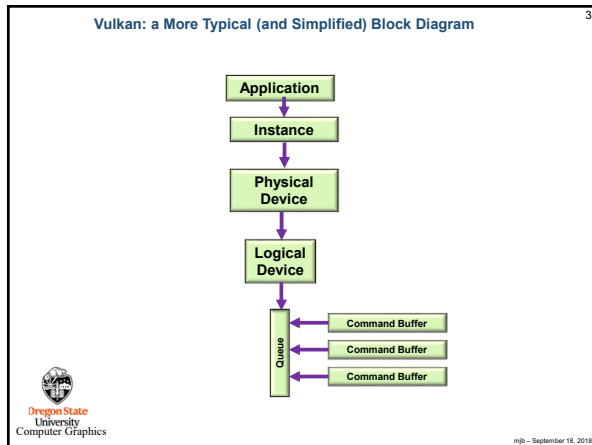 3
Vulkan: a More Typical (and Simplified) Block Diagram
Application
Instance
Physical
Device
Logical
Device
Queue
Command Buffer
Command Buffer
Command Buffer
Oregon State
University
Computer Graphics
mjb – September 18, 2018